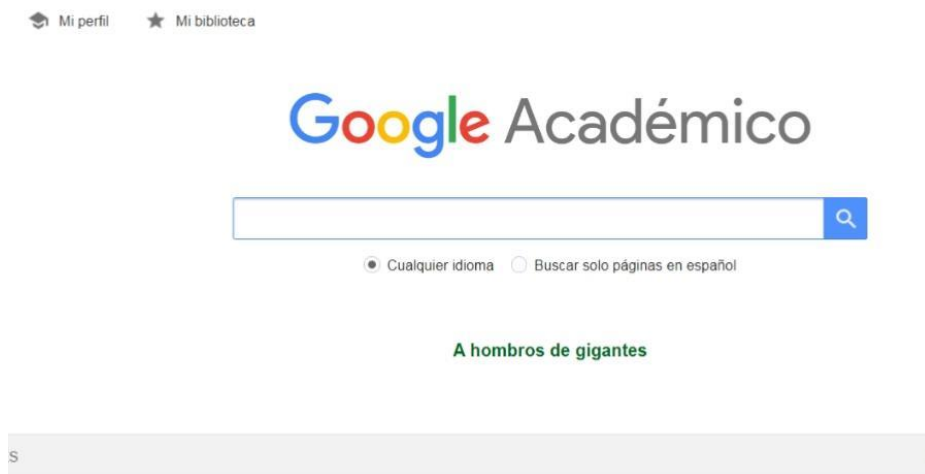 Mi perfil Mi biblioteca
Google Académico
Cualquier idioma Buscar solo páginas en español
A hombros de gigantes